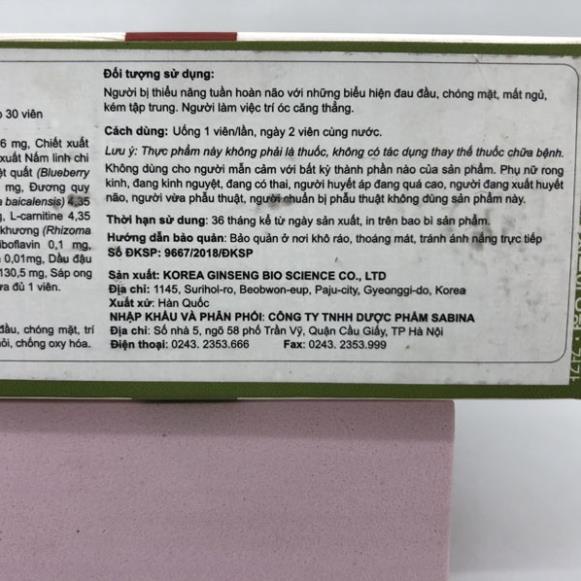 30 viên
6 mg, Chiết xuất
xuất Nấm linh chi
quất (Blueberry
mg, Đương quy
baicalensis) 4,35
L-carnitine 4,35
khương (Rhizoma
0,1 mg,
0,01mg, Dầu đậu
130,5 mg, Sáp ong
đủ 1 viên.
đầu, chóng mặt, trí
chống oxy hóa.
Đối tượng sử dụng:
Người bị thiểu năng tuần hoàn não với những biểu hiện đau đầu, chóng mặt, mất ngủ,
kém tập trung. Người làm việc trí óc căng thẳng.
Cách dùng: Uống 1 viên/lần, ngày 2 viên cùng nước.
Lưu ý: Thực phẩm này không phải là thuốc, không có tác dụng thay thế thuốc chữa bệnh.
Không dùng cho người mẫn cảm với bất kỳ thành phần nào của sản phẩm. Phụ nữ rong
kinh, đang kinh nguyệt, đang có thai, người huyết áp đang quá cao, người đang xuất huyết
não, người vừa phẫu thuật, người chuẩn bị phẫu thuật không dùng sản phẩm này.
Thời hạn sử dụng: 36 tháng kể từ ngày sản xuất, in trên bao bì sản phẩm.
Hướng dẫn bảo quản: Bảo quản ở nơi khô ráo, thoáng mát, tránh ánh nắng trực tiếp
Số ĐKSP: 9667/2018/ĐKSP
Sản xuất: KOREA GINSENG BIO SCIENCE CO., LTD
Địa chỉ: 1145, Surihol-ro, Beobwon-eup, Paju-city, Gyeonggi-do, Korea
Xuất xứ: Hàn Quốc
NHẬP KHẨU VÀ PHÂN PHỐI: CÔNG TY TNHH DƯỢC PHẨM SABINA
Địa chỉ: Số nhà 5, ngõ 58 phố Trần Vỹ, Quận Cầu Giấy, TP Hà Nội
Điện thoại: 0243. 2353.666 Fax: 0243. 2353.999